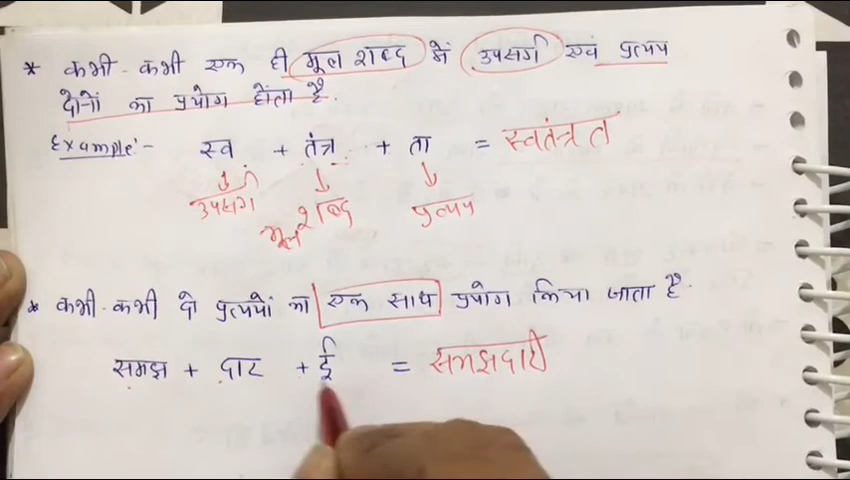 * कभी-कभी एक ही मूल शब्द में उपसर्ग एवं प्रत्यय
दोनों का प्रयोग होता है
Example:- स्व + तंत्र + ता = स्वतंत्रता
उपसर्ग मूल शब्द प्रत्यय
* कभी-कभी दो प्रत्ययों का एक साथ प्रयोग किया जाता है.
समझ + दार + ई = समझदारी